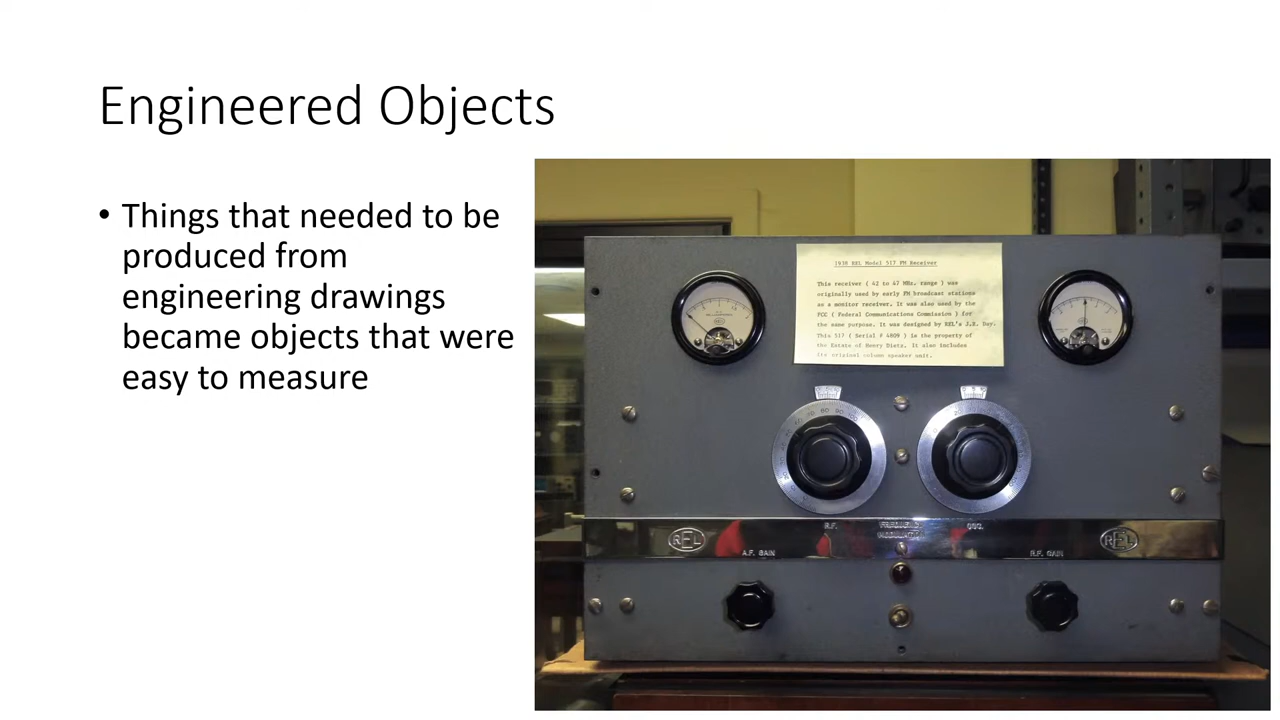 Engineered Objects
• Things that needed to be
produced from
engineering drawings
became objects that were
easy to measure
1938 REL Model 517 FM Receiver
This receiver ( 42 to 47 MHz. range ) was
originally used by early FM broadcast stations
as a monitor receiver. It was also used by the
FCC ( Federal Communications Commission ) for
the same purpose. It was designed by REL's J.R. Day.
This 517 ( Serial # 4809 ) is the property of
the Estate of Henry Dietz. It also includes
its original column speaker unit.
REL
A.F. GAIN
R.F.
FREQUENCY
MODULATION
OSC.
R.F. GAIN
REL